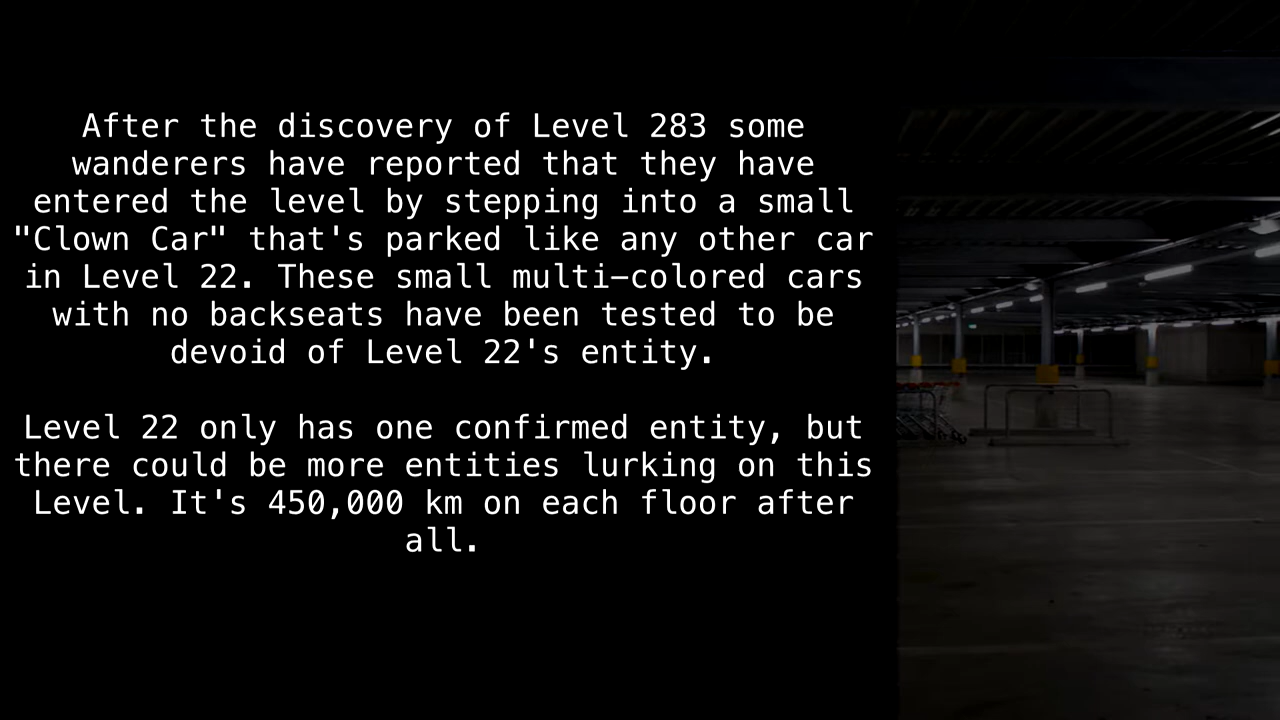 After the discovery of Level 283 some
wanderers have reported that they have
entered the level by stepping into a small
"Clown Car" that's parked like any other car
in Level 22. These small multi-colored cars
with no backseats have been tested to be
devoid of Level 22's entity.
Level 22 only has one confirmed entity, but
there could be more entities lurking on this
Level. It's 450,000 km on each floor after
all.